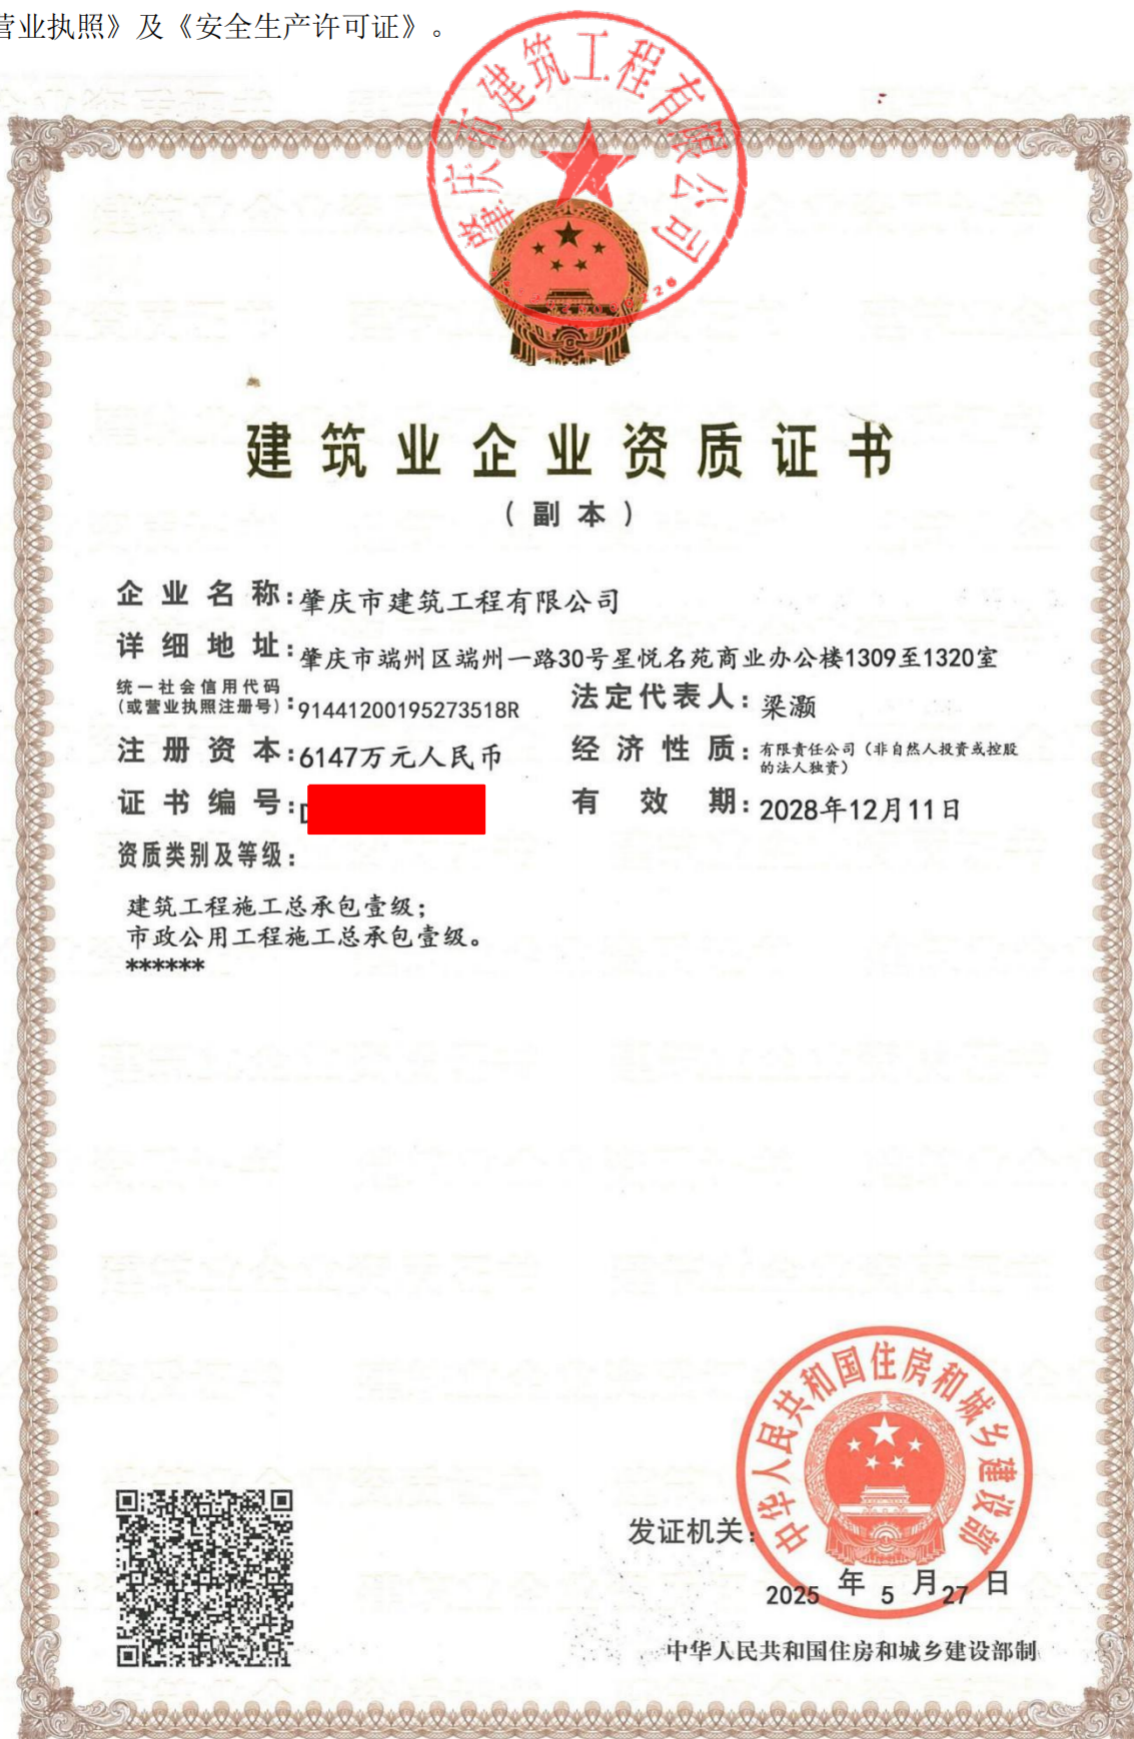 营业执照》及《安全生产许可证》。
肇庆市建筑工程有限公司
建筑业企业资质证书
（副本）
企业名称：肇庆市建筑工程有限公司
详细地址：肇庆市端州区端州一路30号星悦名苑商业办公楼1309至1320室
统一社会信用代码
（或营业执照注册号）：91441200195273518R
法定代表人：梁灏
注册资本：6147万元人民币
经济性质：有限责任公司（非自然人投资或控股
的法人独资）
证书编号：
有效期：2028年12月11日
资质类别及等级：
建筑工程施工总承包壹级；
市政公用工程施工总承包壹级。
******
中华人民共和国住房和城乡建设部
发证机关：
2025年5月27日
中华人民共和国住房和城乡建设部制